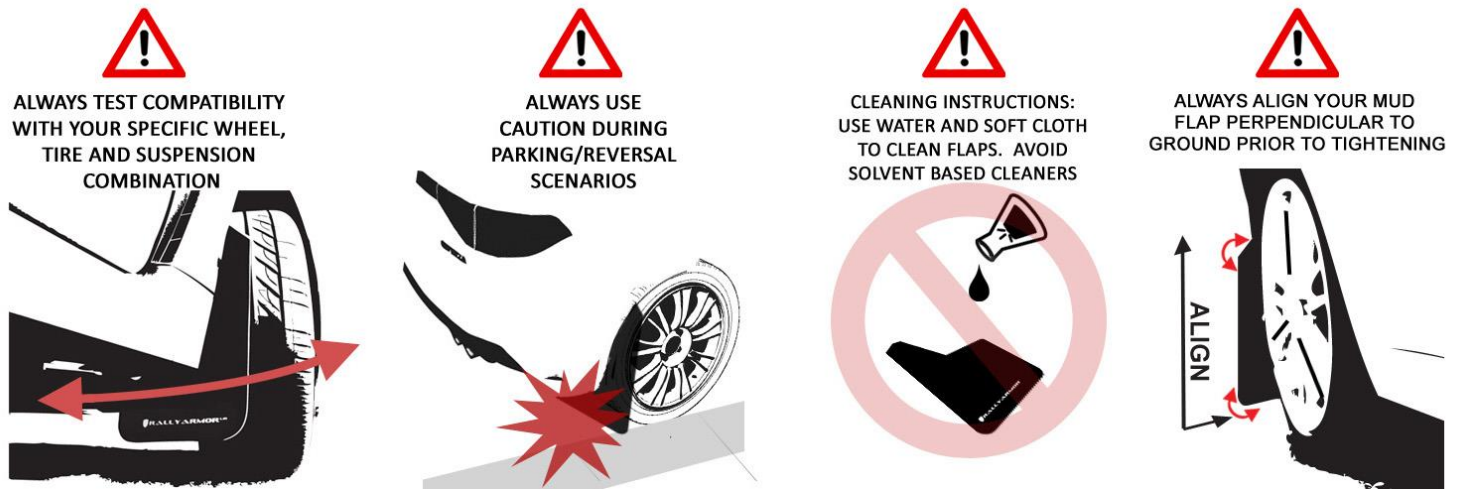 ALWAYS TEST COMPATIBILITY
WITH YOUR SPECIFIC WHEEL,
TIRE AND SUSPENSION
COMBINATION
RALLYARMOR
ALWAYS USE
CAUTION DURING
PARKING/REVERSAL
SCENARIOS
CLEANING INSTRUCTIONS:
USE WATER AND SOFT CLOTH
TO CLEAN FLAPS. AVOID
SOLVENT BASED CLEANERS
RALLYARMOR
ALWAYS ALIGN YOUR MUD
FLAP PERPENDICULAR TO
GROUND PRIOR TO TIGHTENING
ALIGN